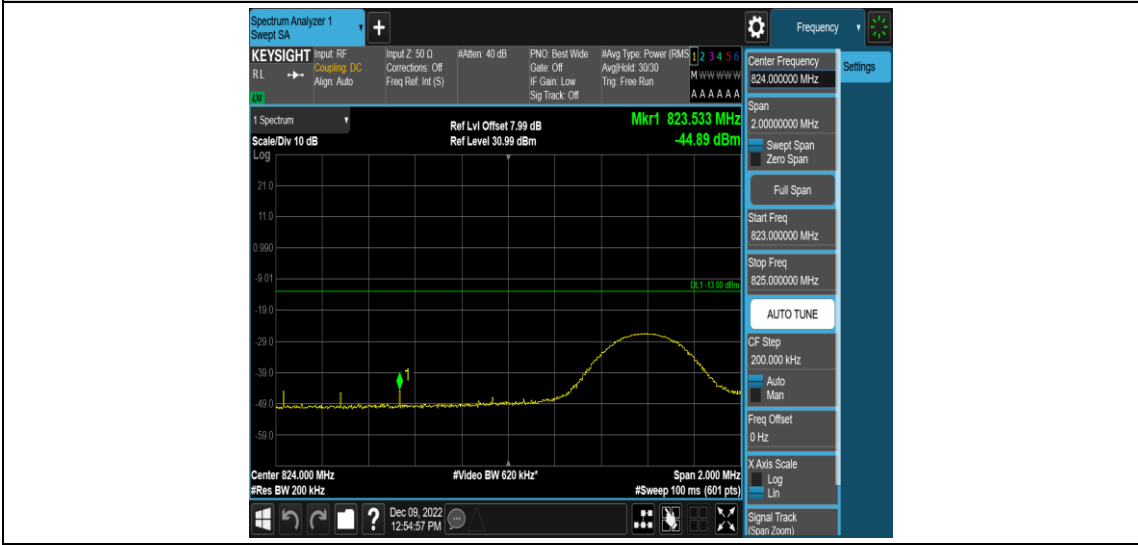 Spectrum Analyzer 1
Swept SA
+
Frequency
KEYSIGHT
RL
LM
Input: RF
Coupling: DC
Align: Auto
Input Z: 50 Ω
Corrections: Off
Freq Ref: Int (S)
#Atten: 40 dB
PNO: Best Wide
Gate: Off
IF Gain: Low
Sig Track: Off
#Avg Type: Power (RMS
Avg|Hold: 30/30
Trig: Free Run
1 2 3 4 5 6
M W W W W W
A A A A A A
1 Spectrum
Scale/Div 10 dB
Log
Ref Lvl Offset 7.99 dB
Ref Level 30.99 dBm
Mkr1 823.533 MHz
-44.89 dBm
21.0
11.0
0.990
-9.01
DL1 -13.00 dBm
-19.0
-29.0
-39.0
1
-49.0
-59.0
Center 824.000 MHz
#Video BW 620 kHz*
Span 2.000 MHz
#Res BW 200 kHz
#Sweep 100 ms (601 pts)
?
Dec 09, 2022
12:54:57 PM
Center Frequency
824.000000 MHz
Settings
Span
2.00000000 MHz
Swept Span
Zero Span
Full Span
Start Freq
823.000000 MHz
Stop Freq
825.000000 MHz
AUTO TUNE
CF Step
200.000 kHz
Auto
Man
Freq Offset
0 Hz
X Axis Scale
Log
Lin
Signal Track
(Span Zoom)